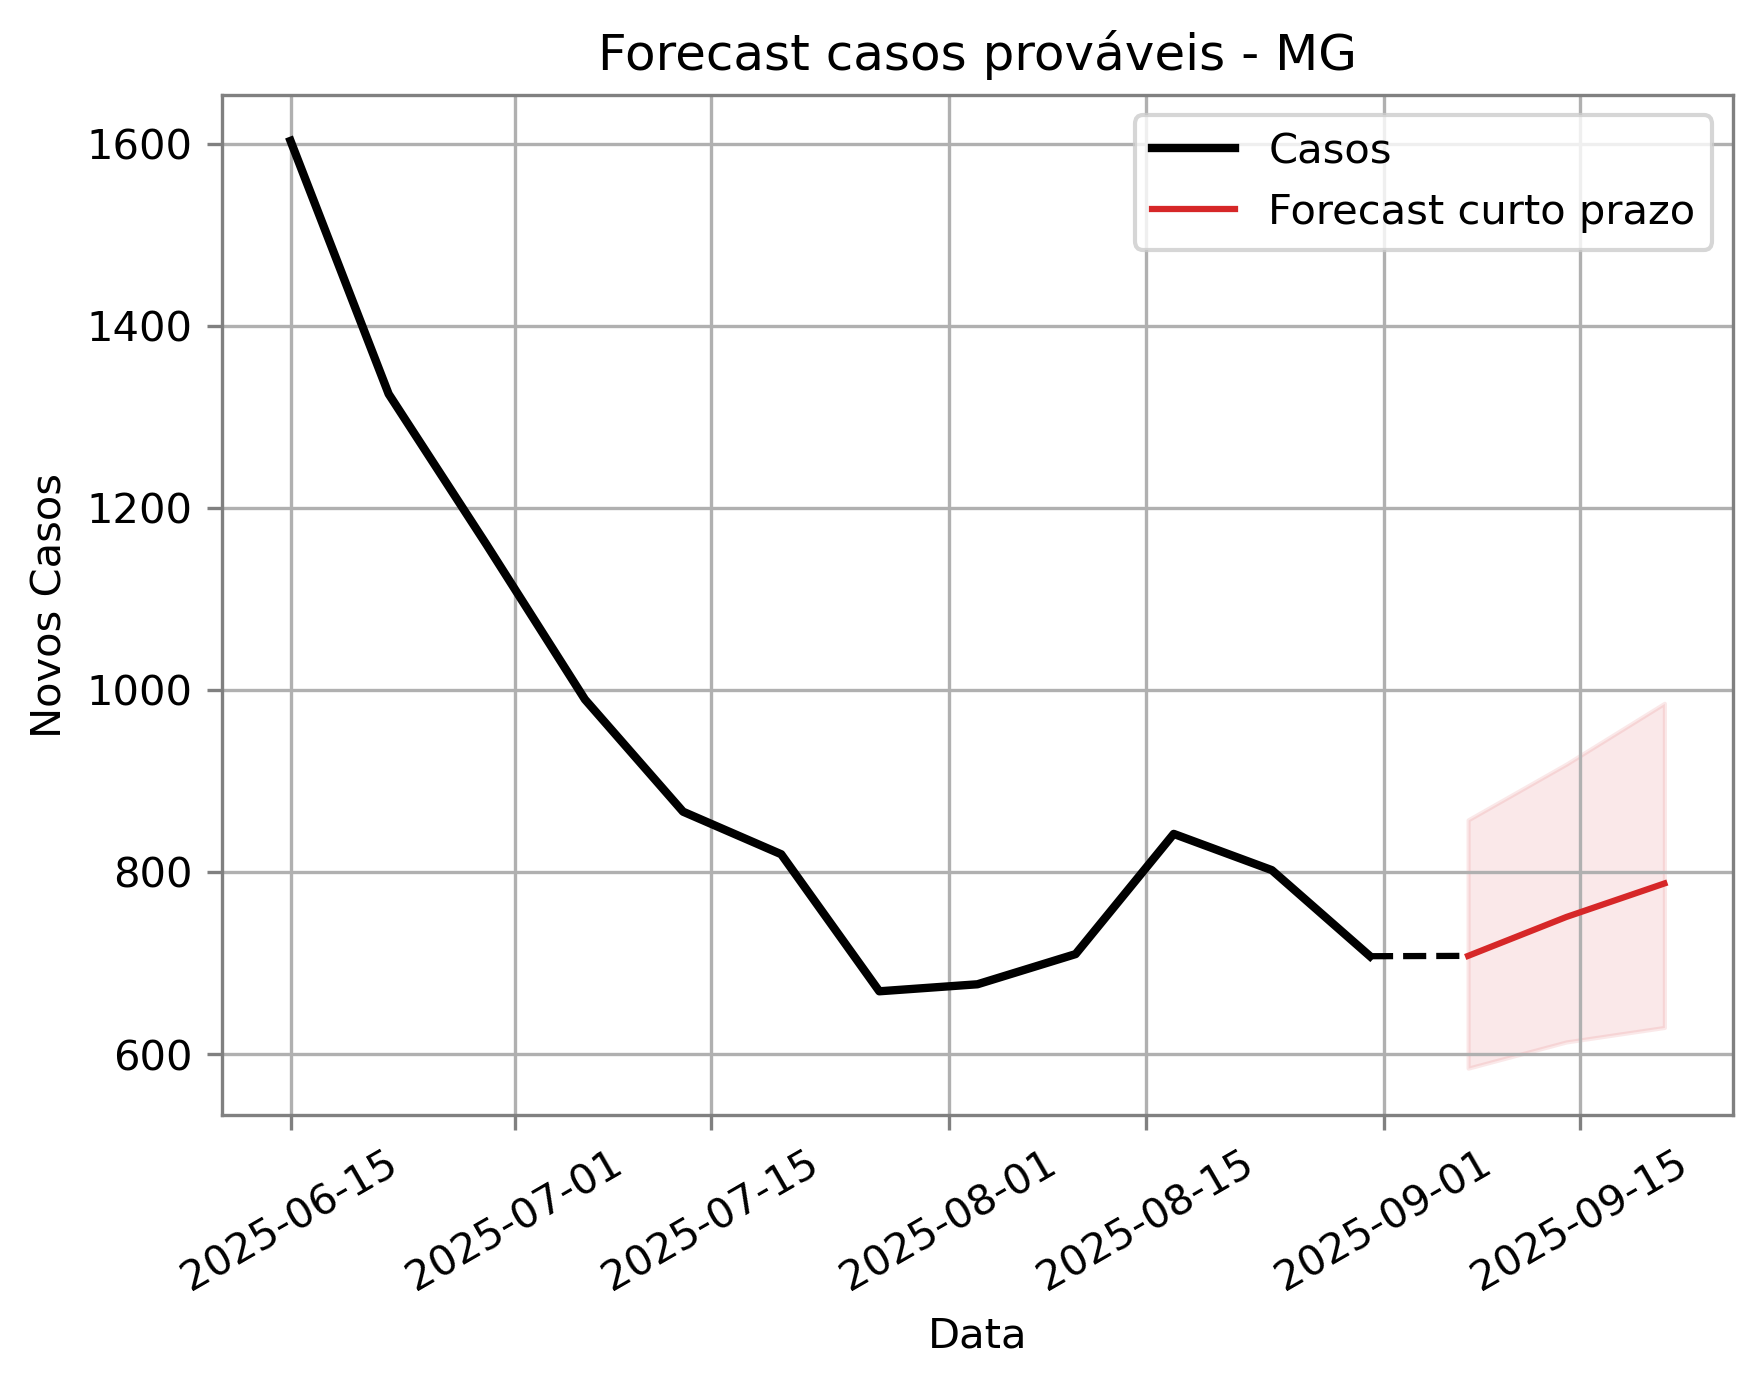 Forecast casos prováveis - MG
Casos
Forecast curto prazo
1600
1400
1200
1000
800
600
Novos Casos
2025-06-15
2025-07-01
2025-07-15
2025-08-01
2025-08-15
2025-09-01
2025-09-15
Data